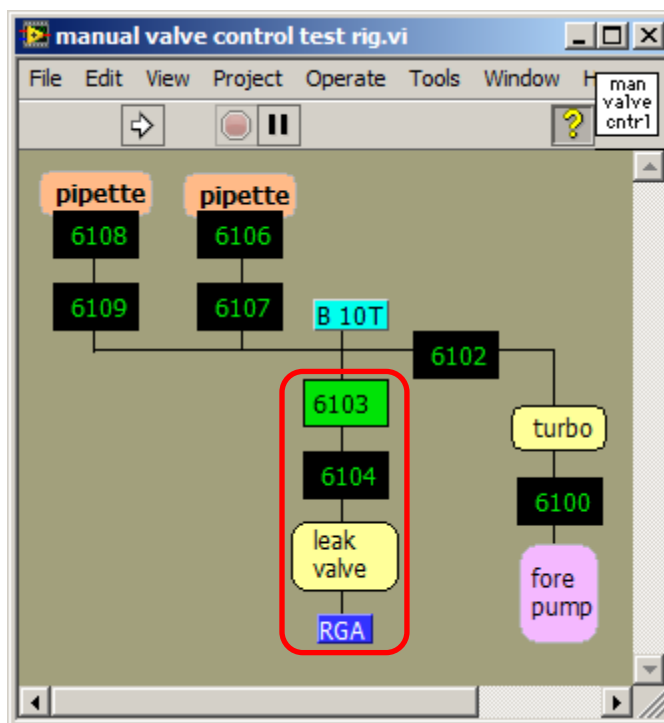 manual valve control test rig.vi
File Edit View Project Operate Tools Window H
man
valve
cntrl
pipette pipette
6108 6106
6109 6107
B 10T
6102
6103
turbo
6104
6100
leak
valve
fore
pump
RGA